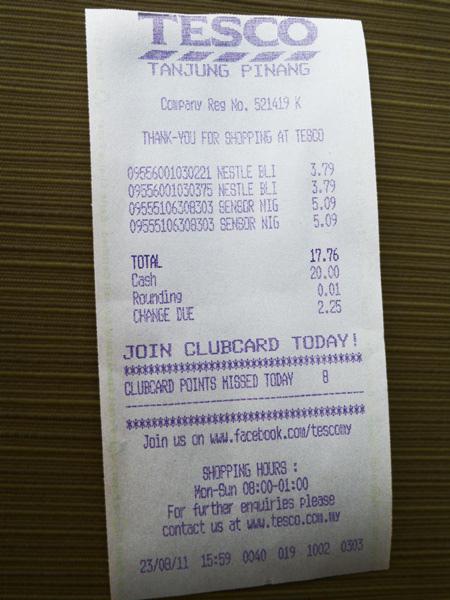 TESCO
TANJUNG PINANG
Company Reg No. 521419 K
THANK-YOU FOR SHOPPING AT TESCO
09556001030221 NESTLE BLI 3.79
09556001030375 NESTLE BLI 3.79
09555106308303 SENSOR NIG 5.09
09555106308303 SENSOR NIG 5.09
TOTAL 17.76
Cash 20.00
Rounding 0.01
CHANGE DUE 2.25
JOIN CLUBCARD TODAY!
************************************
CLUBCARD POINTS MISSED TODAY 8
------------------------------------
************************************
Join us on www.facebook.com/tescomy
SHOPPING HOURS :
Mon-Sun 08:00-01:00
For further enquiries please
contact us at www.tesco.com.my
23/08/11 15:59 0040 019 1002 0303